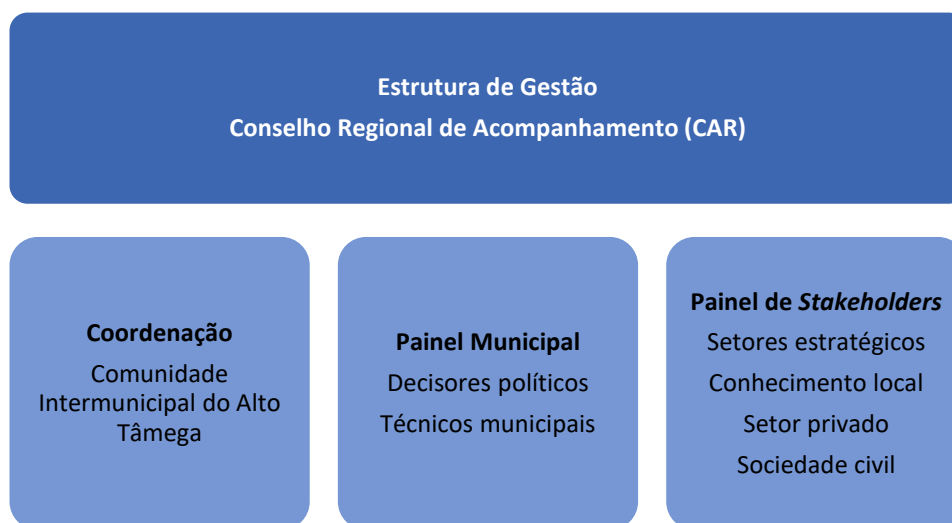 Estrutura de Gestão
Conselho Regional de Acompanhamento (CAR)
Coordenação
Comunidade
Intermunicipal do Alto
Tâmega
Painel Municipal
Decisores políticos
Técnicos municipais
Painel de Stakeholders
Setores estratégicos
Conhecimento local
Setor privado
Sociedade civil